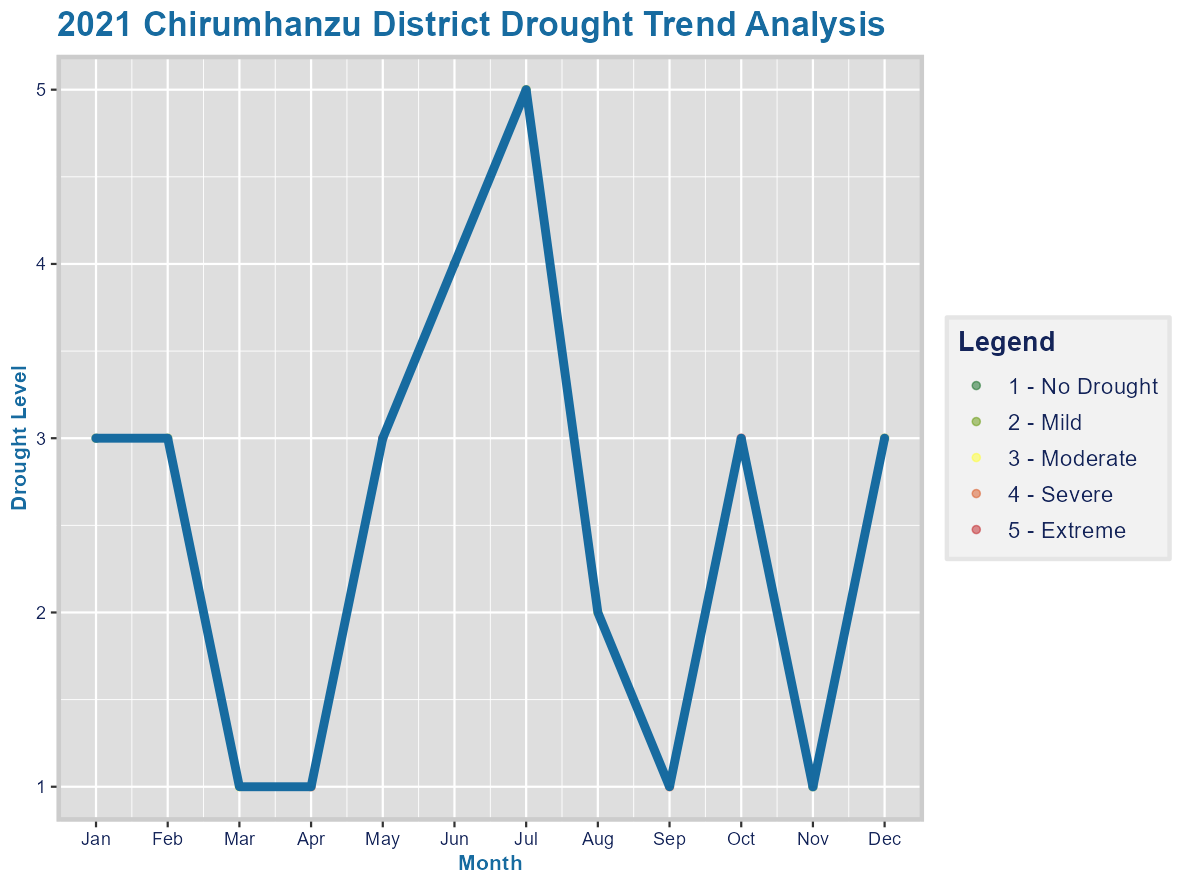 2021 Chirumhanzu District Drought Trend Analysis
Drought Level
5
4
3
2
1
Jan Feb Mar Apr May Jun Jul Aug Sep Oct Nov Dec
Month
Legend
1 - No Drought
2 - Mild
3 - Moderate
4 - Severe
5 - Extreme